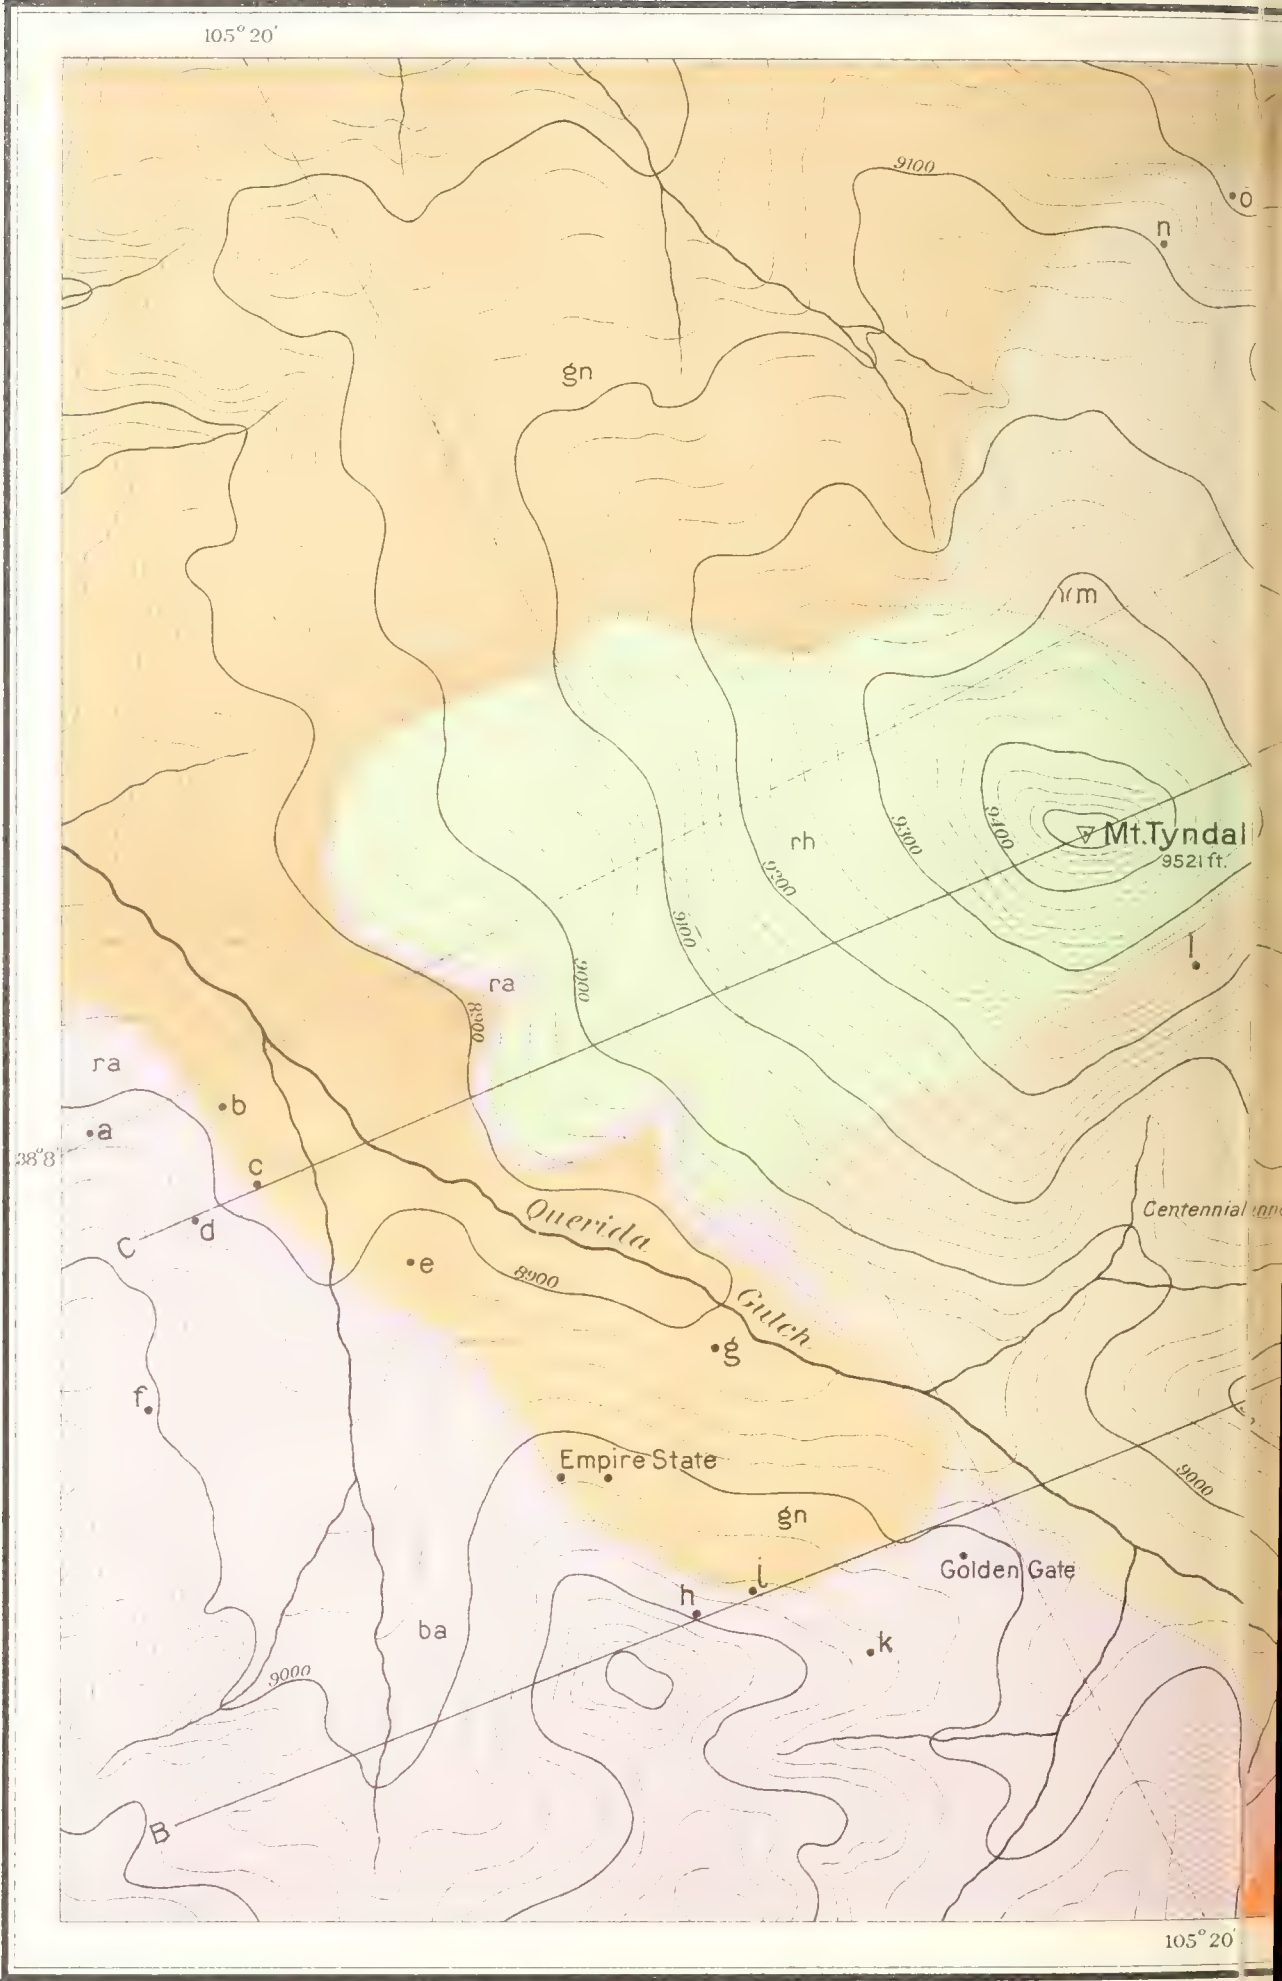 105° 20'
9100
o
n
gn
m
rh
9300
9400
Mt. Tyndal
9521 ft.
9200
9100
l
ra
9000
8900
ra
b
a
38° 8'
c
Centennial
d
C
Querida
e
8900
Gulch
g
f
Empire State
9000
gn
Golden Gate
i
h
ba
k
9000
B
105° 20'